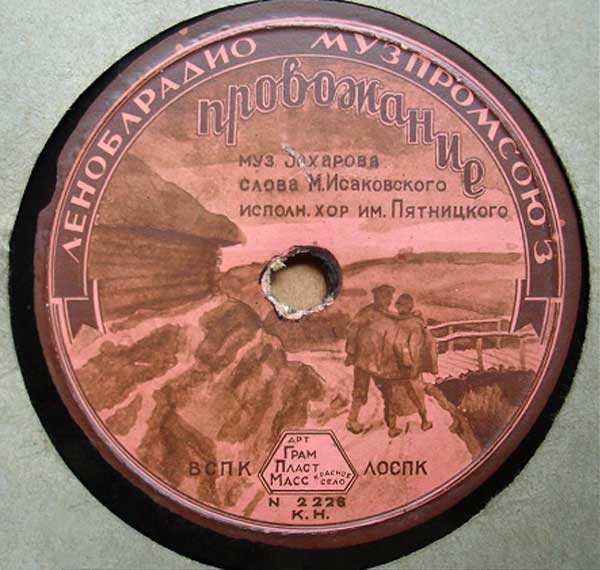 ЛЕНОБЛРАДИО МУЗПРОМСОЮЗ
провожание
муз Захарова
слова М.Исаковского
исполн. хор им. Пятницкого
АРТ
ГРАМ
ПЛАСТ
МАСС
КРАСНОЕ
СЕЛО
ВСПК
ЛОСПК
N 2226
К.Н.